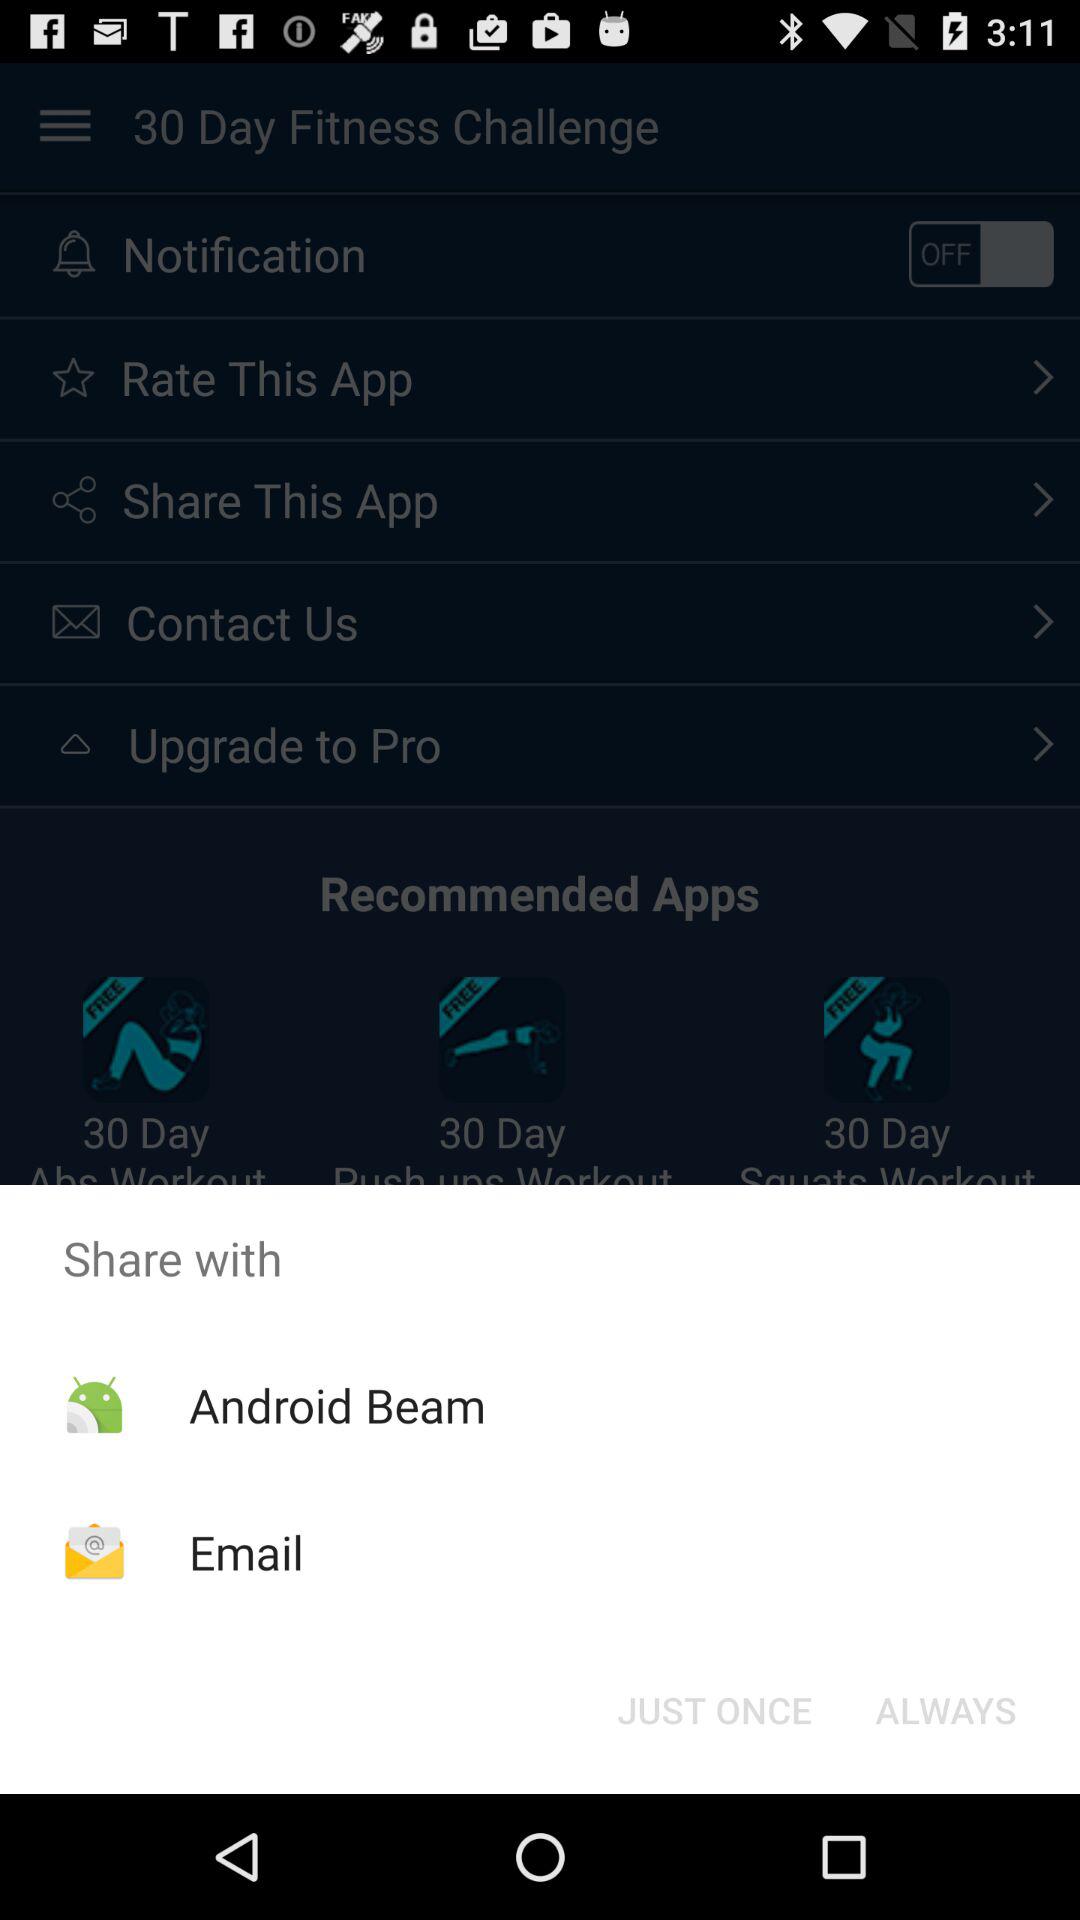 FAKE
3:11
30 Day Fitness Challenge
Notification
OFF
Rate This App
Share This App
Contact Us
Upgrade to Pro
Recommended Apps
FREE FREE FREE
30 Day 30 Day 30 Day
Abs Workout Push ups Workout Squats Workout
Share with
Android Beam
@
Email
JUST ONCE ALWAYS